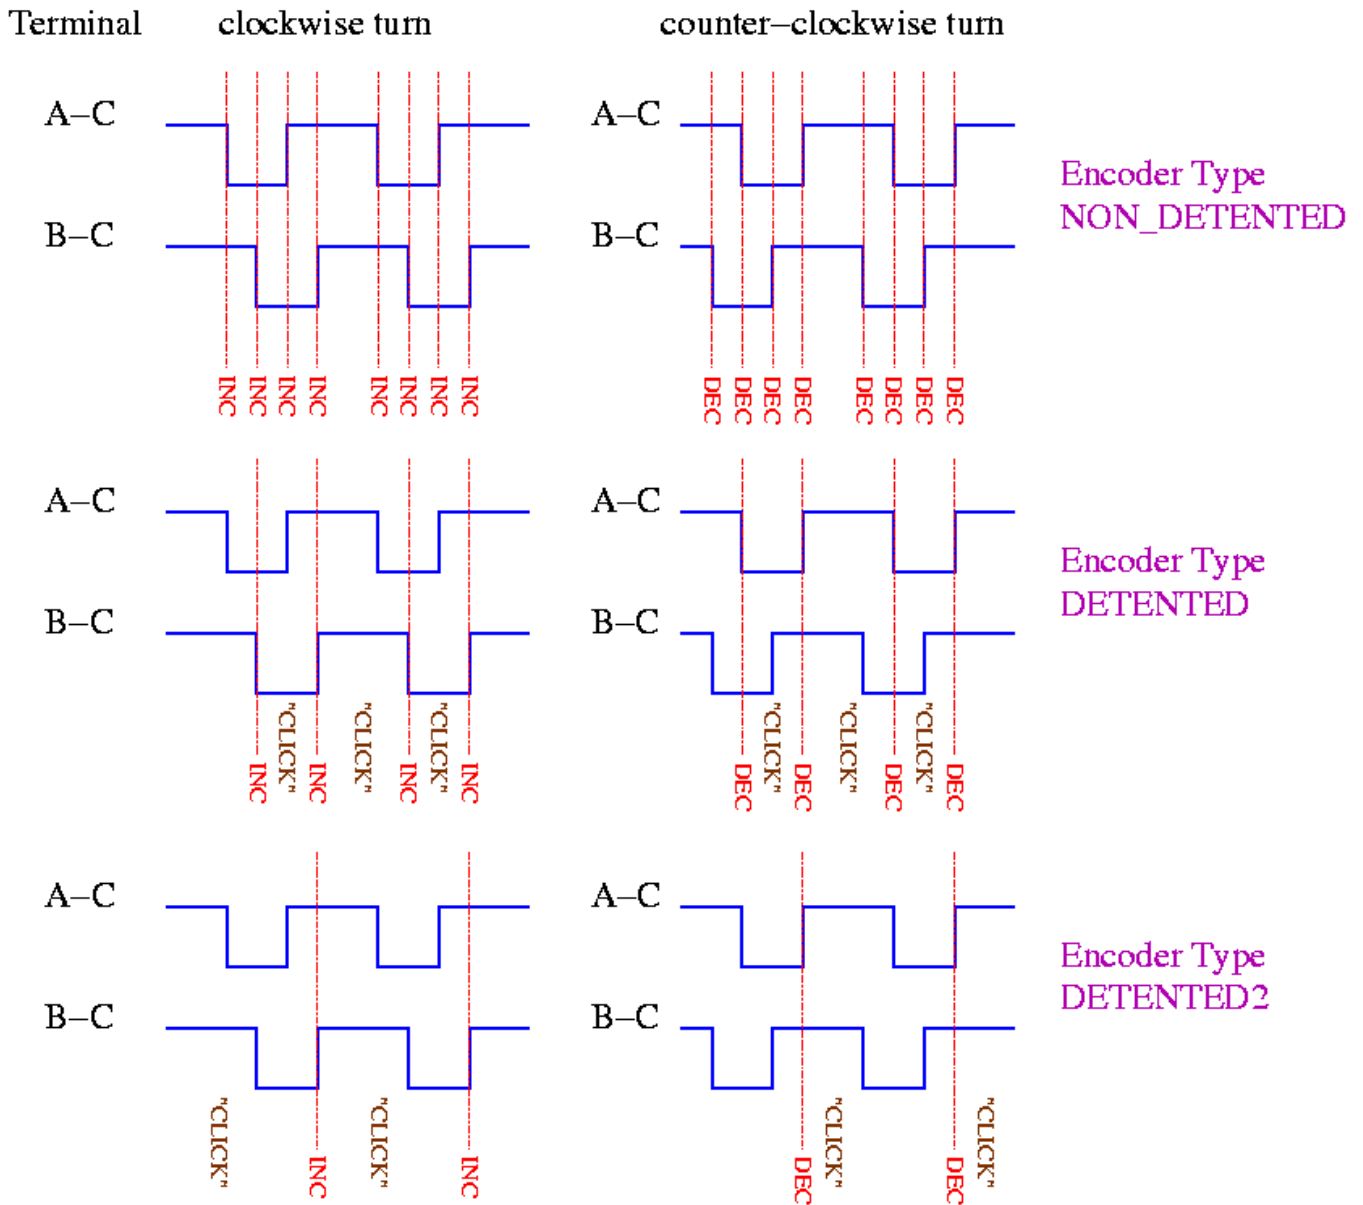 Terminal clockwise turn counter–clockwise turn
A–C A–C
Encoder Type
NON_DETENTED
B–C B–C
INC INC INC INC INC INC INC INC DEC DEC DEC DEC DEC DEC DEC DEC
A–C A–C
Encoder Type
DETENTED
B–C B–C
"CLICK" "CLICK" "CLICK" "CLICK" "CLICK" "CLICK"
INC INC INC INC DEC DEC DEC DEC
A–C A–C
Encoder Type
DETENTED2
B–C B–C
"CLICK" "CLICK" "CLICK" "CLICK"
INC INC DEC DEC